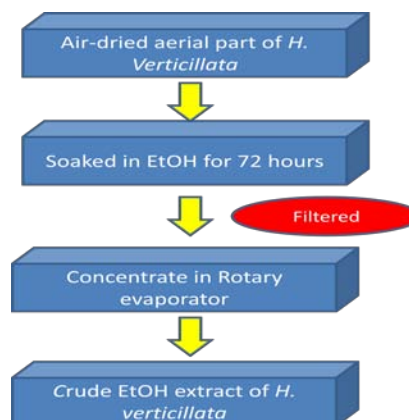 Air-dried aerial part of H.
Verticillata
Soaked in EtOH for 72 hours
Filtered
Concentrate in Rotary
evaporator
Crude EtOH extract of H.
verticillata